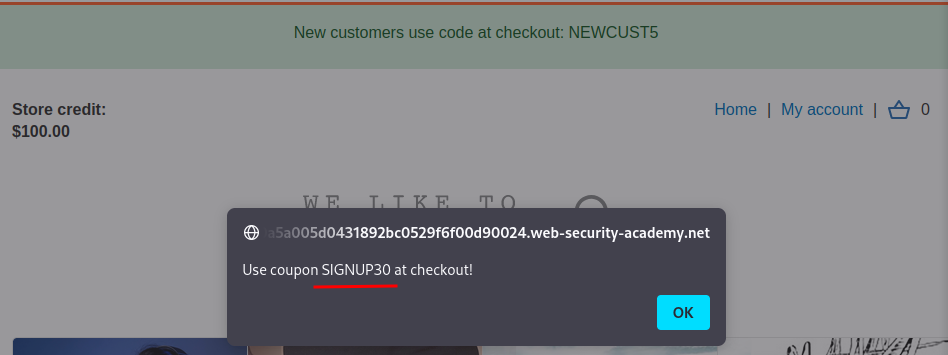 New customers use code at checkout: NEWCUST5
Store credit:
$100.00
Home | My account | 0
WE LIKE TO
a5a005d0431892bc0529f6f00d90024.web-security-academy.net
Use coupon SIGNUP30 at checkout!
OK